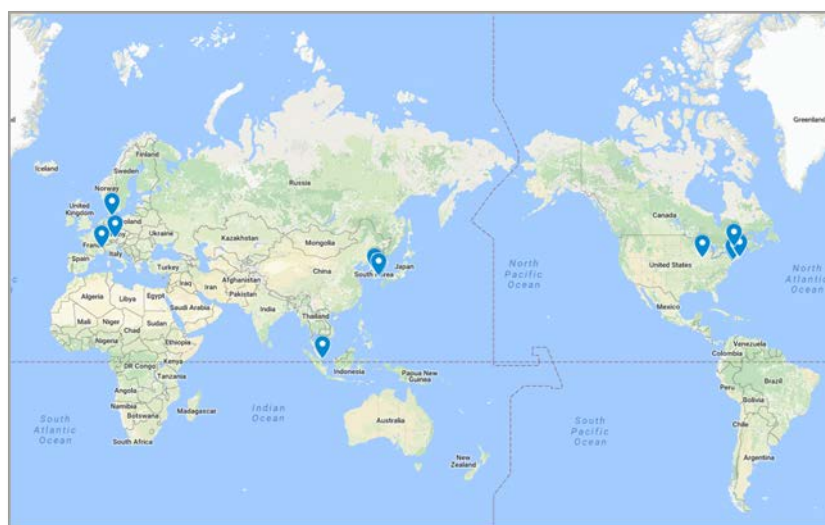 Greenland
Iceland
Finland
Sweden
Norway
Russia
Canada
United
Kingdom
Ukraine
France
Kazakhstan
Mongolia
Spain
Italy
Turkey
China
South Korea
Japan
North
Pacific
Ocean
United States
North
Atlantic
Ocean
Afghanistan
Iraq
Iran
Pakistan
Algeria
Libya
Egypt
Saudi Arabia
India
Mexico
Mali
Niger
Sudan
Chad
Thailand
Nigeria
Ethiopia
Venezuela
Colombia
Kenya
DR Congo
Tanzania
Indonesia
Papua New
Guinea
Peru
Brazil
Angola
Namibia
Botswana
Madagascar
Bolivia
South
Atlantic
Ocean
Indian
Ocean
Australia
South
Pacific
Ocean
Chile
South Africa
New
Zealand
Argentina